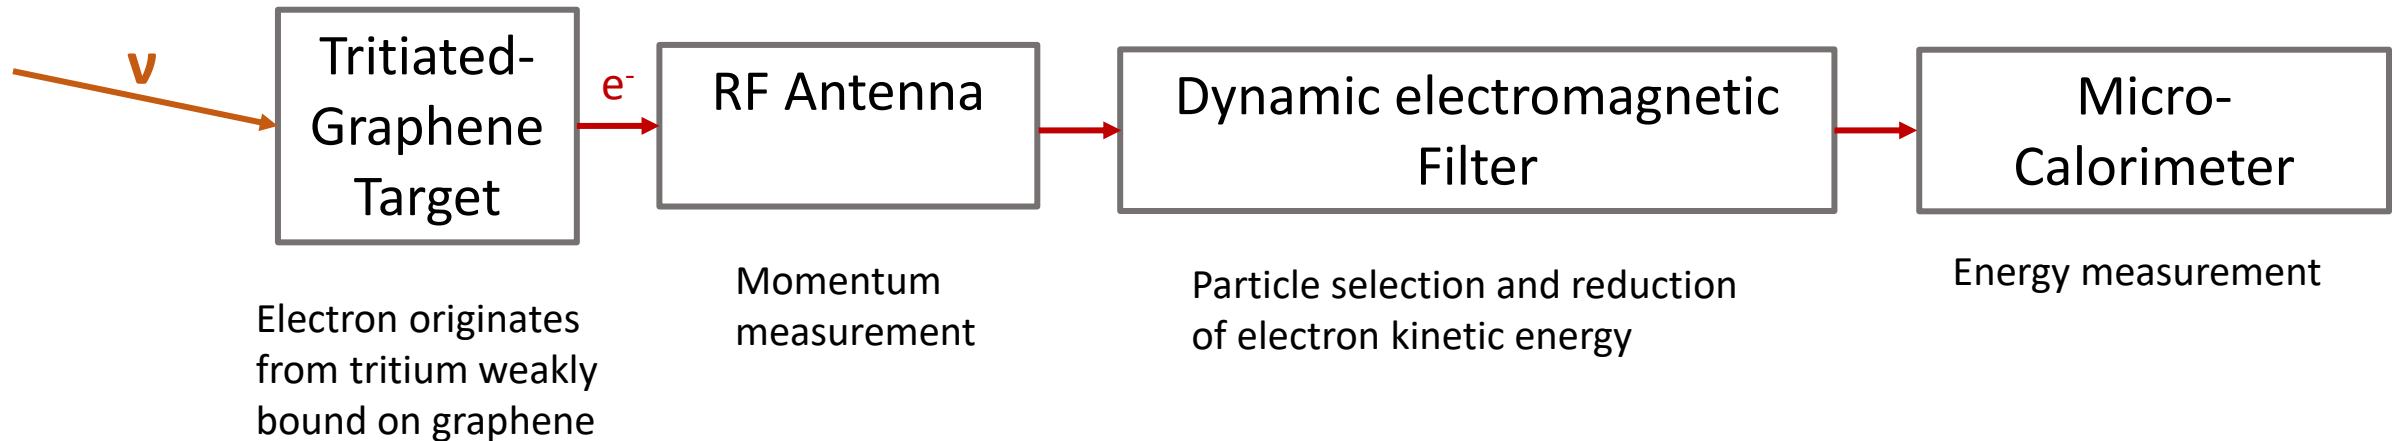 ν
Tritiated-
Graphene
Target
e-
RF Antenna
Dynamic electromagnetic
Filter
Micro-
Calorimeter
Electron originates
from tritium weakly
bound on graphene
Momentum
measurement
Particle selection and reduction
of electron kinetic energy
Energy measurement